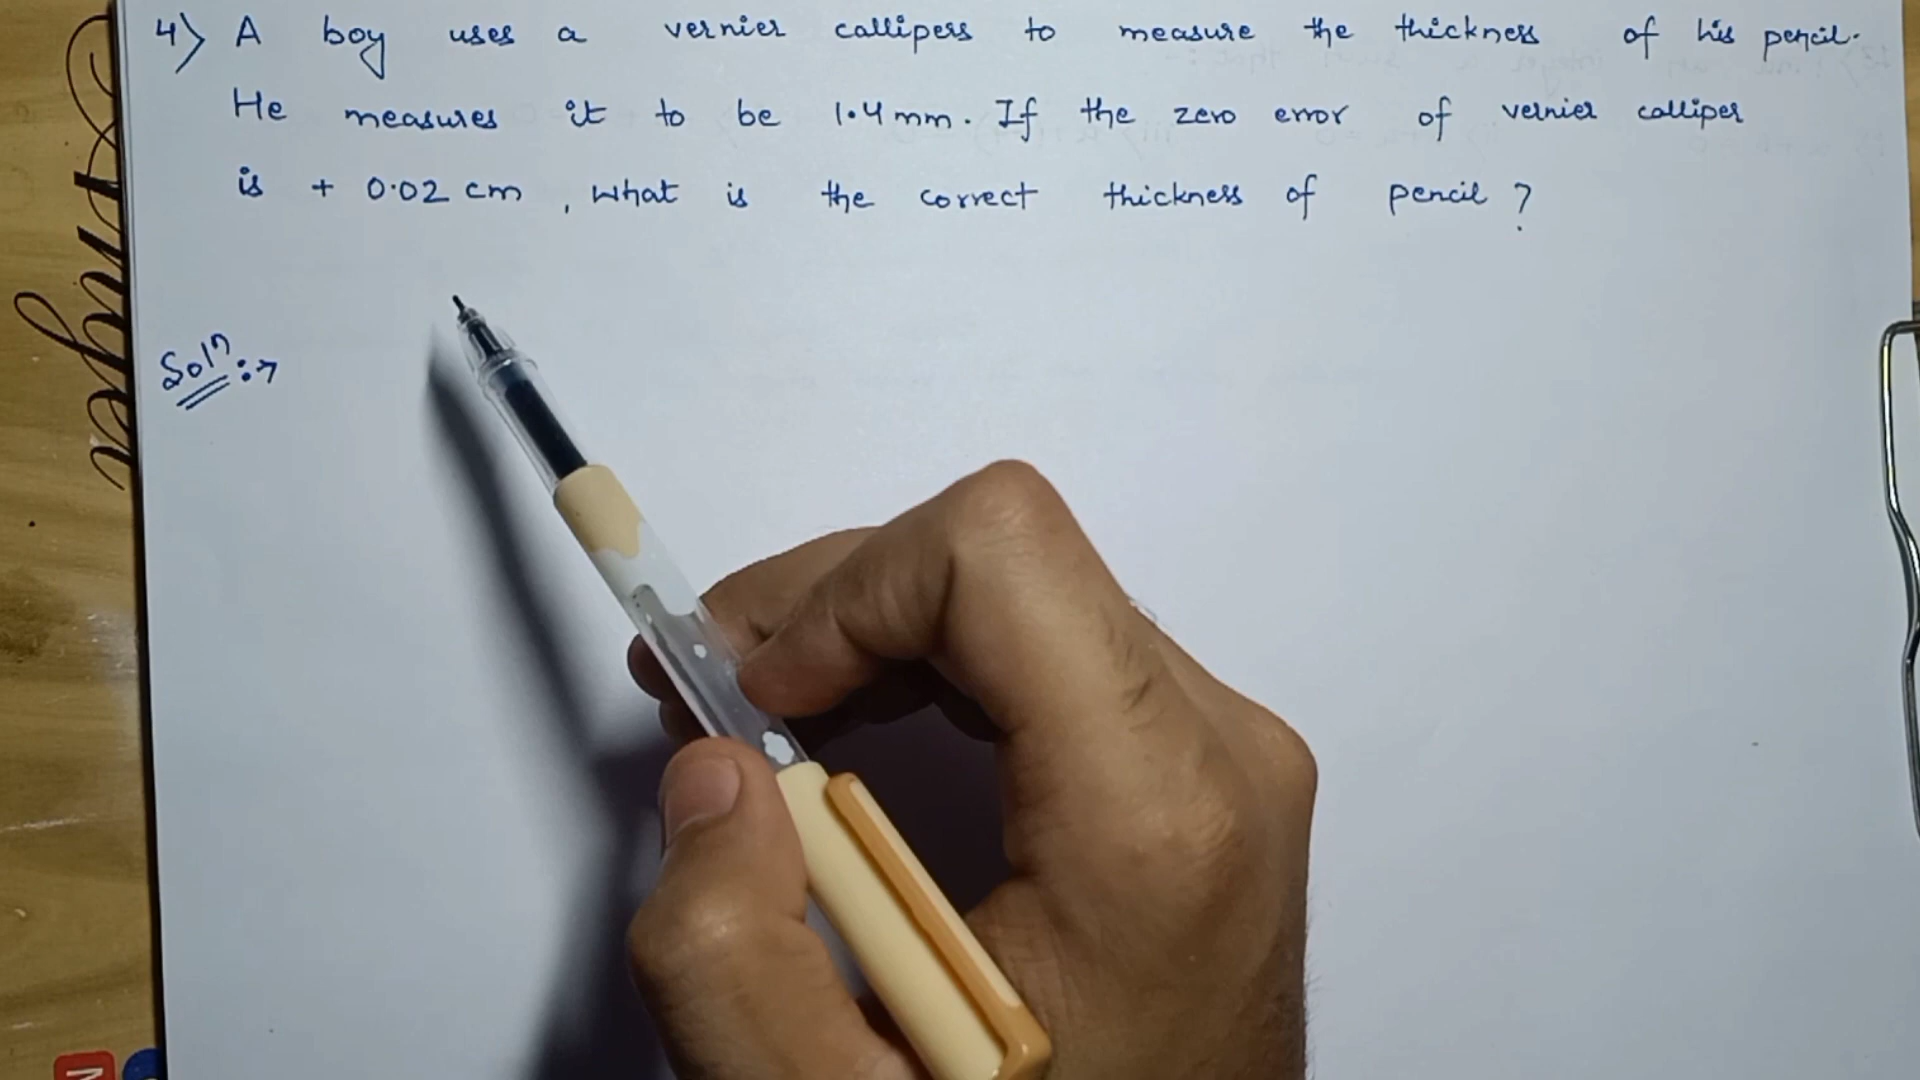 4) A boy uses a vernier callipers to measure the thickness of his pencil.
He measures it to be 1.4 mm. If the zero error of vernier calliper
is + 0.02 cm, what is the correct thickness of pencil ?
Soln :→